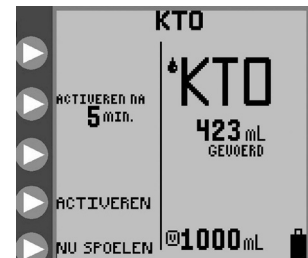 KTO
ACTIVEREN NA
5 MIN.
KTO
423 mL
GEVOERD
ACTIVEREN
NU SPOELEN
1000 mL